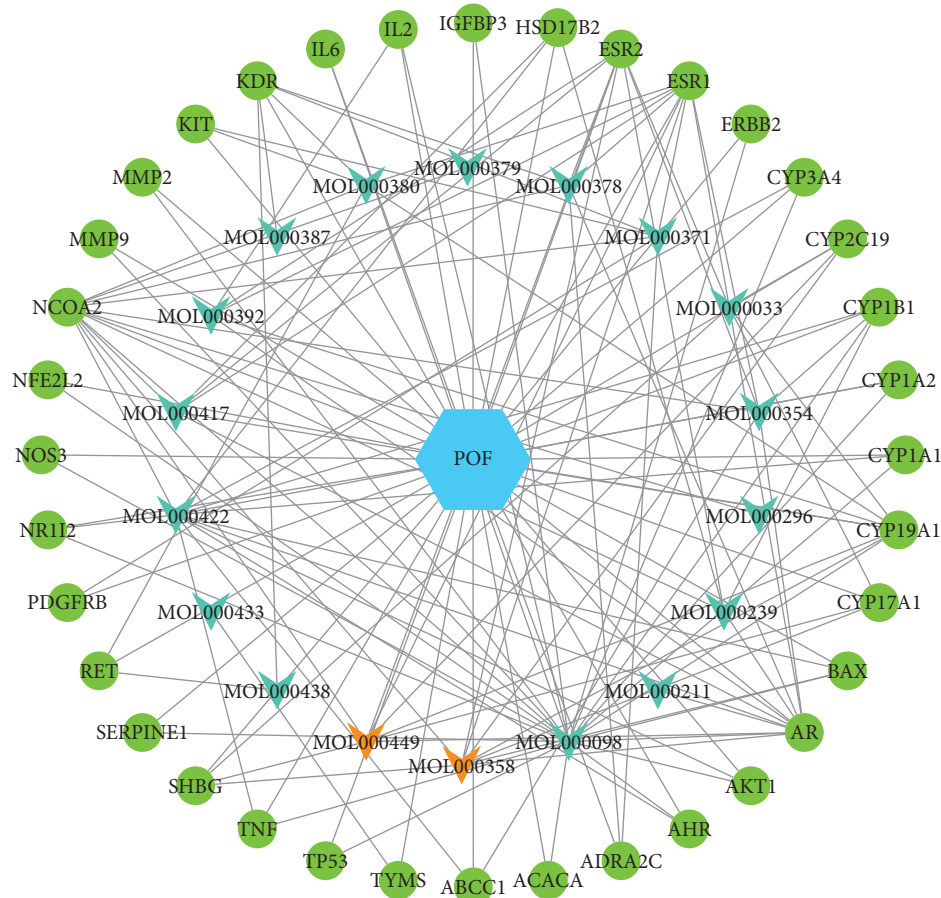 IGFBP3
HSD17B2
IL2
IL6
ESR2
KDR
ESR1
KIT
ERBB2
MMP2
MOL000379
CYP3A4
MOL000380
MOL000378
MMP9
MOL000387
MOL000371
CYP2C19
NCOA2
MOL000392
MOL000033
CYP1B1
NFE2L2
MOL000417
MOL000354
CYP1A2
NOS3
POF
CYP1A1
NR1I2
MOL000422
MOL000296
CYP19A1
PDGFRB
MOL000433
MOL000239
CYP17A1
RET
MOL000438
MOL000211
BAX
SERPINE1
MOL000449
MOL000098
AR
MOL000358
SHBG
AKT1
TNF
AHR
TP53
ADRA2C
TYMS
ABCC1
ACACA